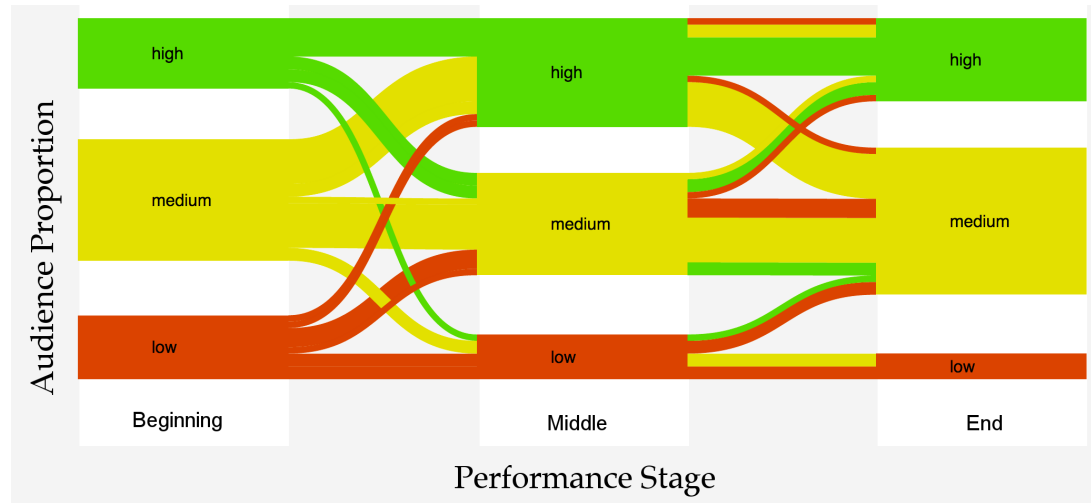 Audience Proportion
high
medium
low
high
medium
low
high
medium
low
Beginning
Middle
End
Performance Stage